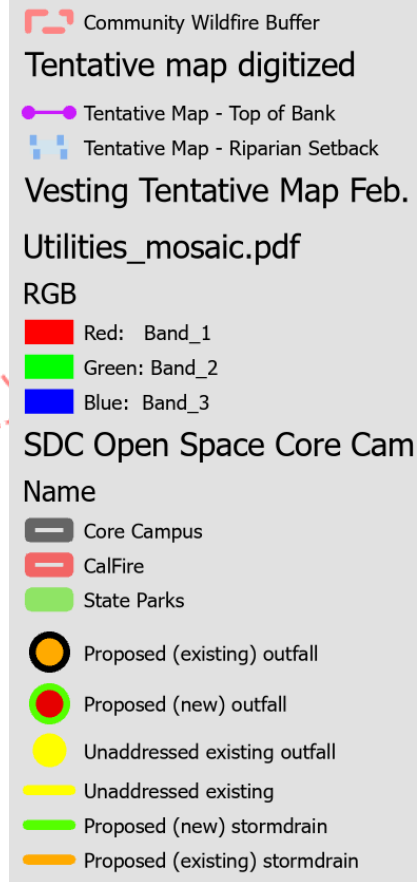 Community Wildfire Buffer
Tentative map digitized
Tentative Map - Top of Bank
Tentative Map - Riparian Setback
Vesting Tentative Map Feb.
Utilities_mosaic.pdf
RGB
Red: Band_1
Green: Band_2
Blue: Band_3
SDC Open Space Core Cam
Name
Core Campus
CalFire
State Parks
Proposed (existing) outfall
Proposed (new) outfall
Unaddressed existing outfall
Unaddressed existing
Proposed (new) stormdrain
Proposed (existing) stormdrain